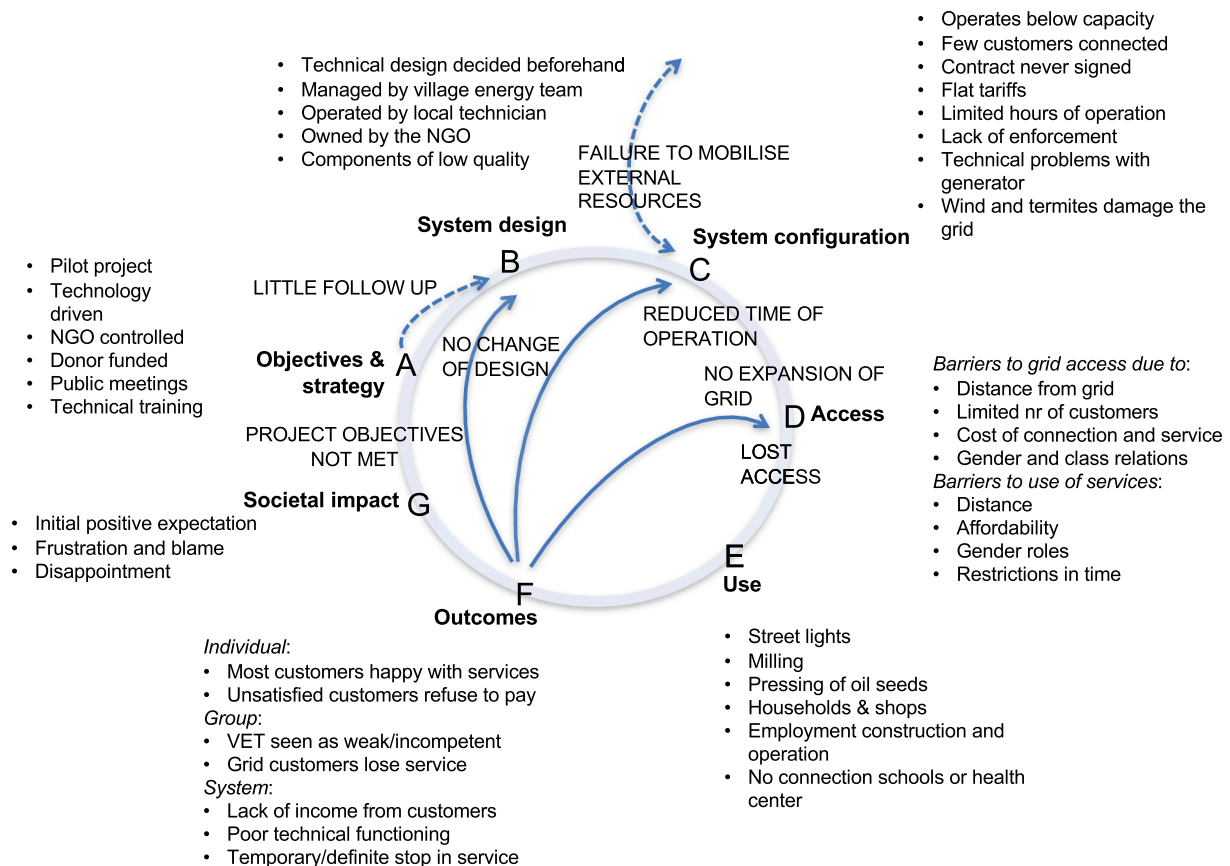 • Technical design decided beforehand
• Managed by village energy team
• Operated by local technician
• Owned by the NGO
• Components of low quality
System design
B
FAILURE TO MOBILISE
EXTERNAL
RESOURCES
• Operates below capacity
• Few customers connected
• Contract never signed
• Flat tariffs
• Limited hours of operation
• Lack of enforcement
• Technical problems with
generator
• Wind and termites damage the
grid
System configuration
C
• Pilot project
• Technology
driven
• NGO controlled
• Donor funded
• Public meetings
• Technical training
LITTLE FOLLOW UP
Objectives &
strategy
A
NO CHANGE
OF DESIGN
REDUCED TIME OF
OPERATION
NO EXPANSION OF
GRID
D
Access
LOST
ACCESS
Barriers to grid access due to:
• Distance from grid
• Limited nr of customers
• Cost of connection and service
• Gender and class relations
Barriers to use of services:
• Distance
• Affordability
• Gender roles
• Restrictions in time
PROJECT OBJECTIVES
NOT MET
Societal impact
G
• Initial positive expectation
• Frustration and blame
• Disappointment
E
Use
• Street lights
• Milling
• Pressing of oil seeds
• Households & shops
• Employment construction and
operation
• No connection schools or health
center
F
Outcomes
Individual:
• Most customers happy with services
• Unsatisfied customers refuse to pay
Group:
• VET seen as weak/incompetent
• Grid customers lose service
System:
• Lack of income from customers
• Poor technical functioning
• Temporary/definite stop in service